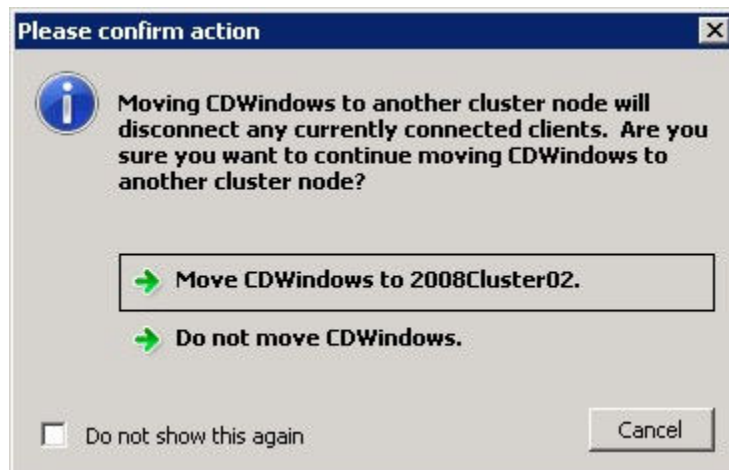 Please confirm action
Moving CDWindows to another cluster node will
disconnect any currently connected clients.  Are you
sure you want to continue moving CDWindows to
another cluster node?
Move CDWindows to 2008Cluster02.
Do not move CDWindows.
Do not show this again
Cancel